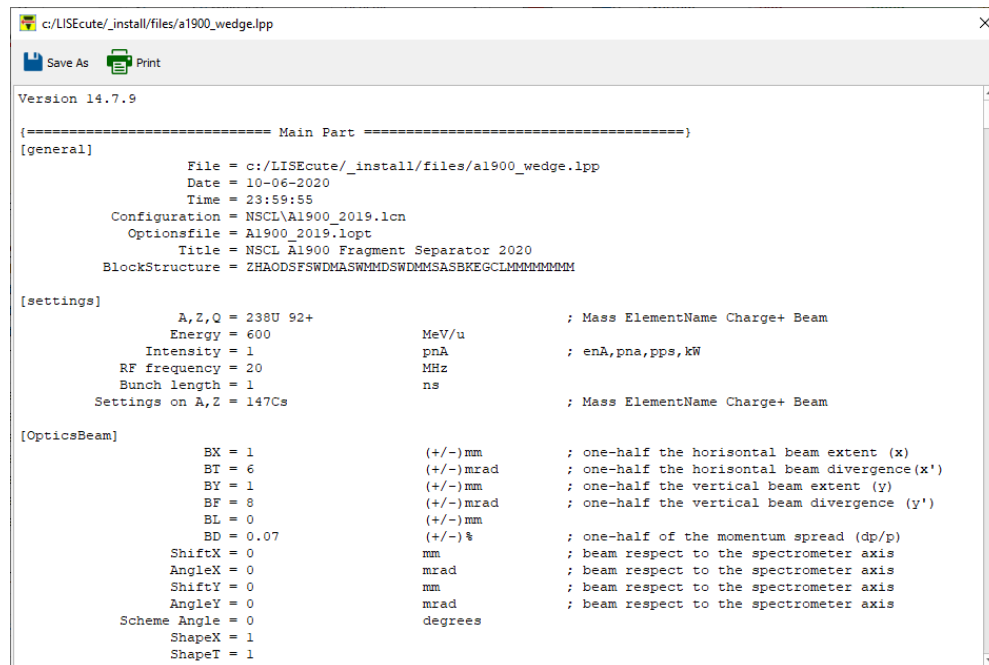 c:/LISEcute/_install/files/a1900_wedge.lpp
Save As Print
Version 14.7.9
{============================= Main Part ======================================}
[general]
File = c:/LISEcute/_install/files/a1900_wedge.lpp
Date = 10-06-2020
Time = 23:59:55
Configuration = NSCL\A1900_2019.lcn
Optionsfile = A1900_2019.lopt
Title = NSCL A1900 Fragment Separator 2020
BlockStructure = ZHAODSFSWDMASWMMDSWDMMSASBKEGCLMMMMMMMM
[settings]
A,Z,Q = 238U 92+ ; Mass ElementName Charge+ Beam
Energy = 600 MeV/u
Intensity = 1 pnA ; enA,pna,pps,kW
RF frequency = 20 MHz
Bunch length = 1 ns
Settings on A,Z = 147Cs ; Mass ElementName Charge+ Beam
[OpticsBeam]
BX = 1 (+/-)mm ; one-half the horisontal beam extent (x)
BT = 6 (+/-)mrad ; one-half the horisontal beam divergence(x')
BY = 1 (+/-)mm ; one-half the vertical beam extent (y)
BF = 8 (+/-)mrad ; one-half the vertical beam divergence (y')
BL = 0 (+/-)mm
BD = 0.07 (+/-)% ; one-half of the momentum spread (dp/p)
ShiftX = 0 mm ; beam respect to the spectrometer axis
AngleX = 0 mrad ; beam respect to the spectrometer axis
ShiftY = 0 mm ; beam respect to the spectrometer axis
AngleY = 0 mrad ; beam respect to the spectrometer axis
Scheme Angle = 0 degrees
ShapeX = 1
ShapeT = 1